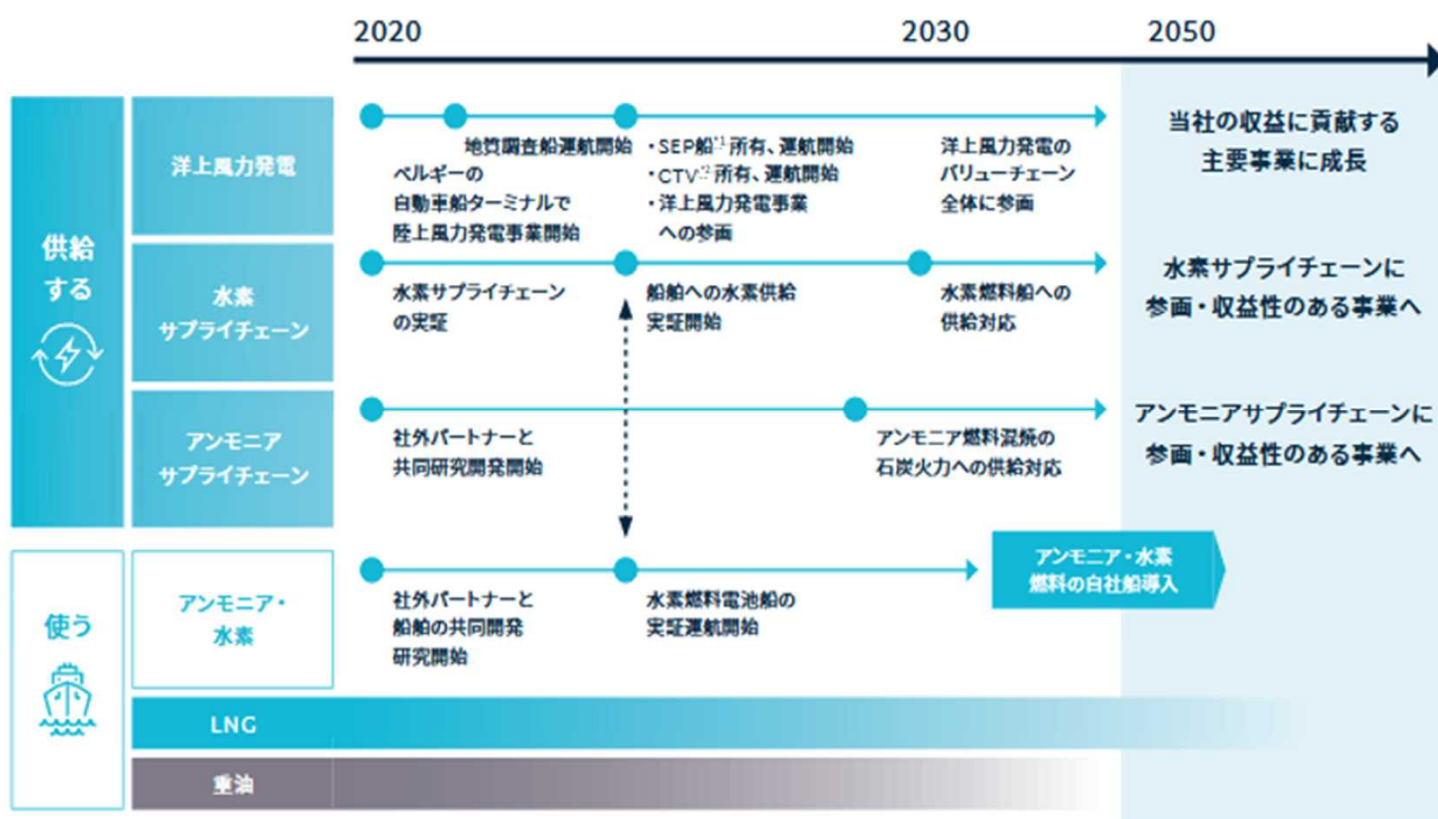 2020
2030
2050
供給
する
洋上風力発電
地質調査船運航開始
ベルギーの
自動車船ターミナルで
陸上風力発電事業開始
・SEP船*1所有、運航開始
・CTV*2所有、運航開始
・洋上風力発電事業
への参画
洋上風力発電の
バリューチェーン
全体に参画
当社の収益に貢献する
主要事業に成長
水素
サプライチェーン
水素サプライチェーン
の実証
船舶への水素供給
実証開始
水素燃料船への
供給対応
水素サプライチェーンに
参画・収益性のある事業へ
アンモニア
サプライチェーン
社外パートナーと
共同研究開発開始
アンモニア燃料混焼の
石炭火力への供給対応
アンモニアサプライチェーンに
参画・収益性のある事業へ
使う
アンモニア・
水素
社外パートナーと
船舶の共同開発
研究開始
水素燃料電池船の
実証運航開始
アンモニア・水素
燃料の自社船導入
LNG
重油